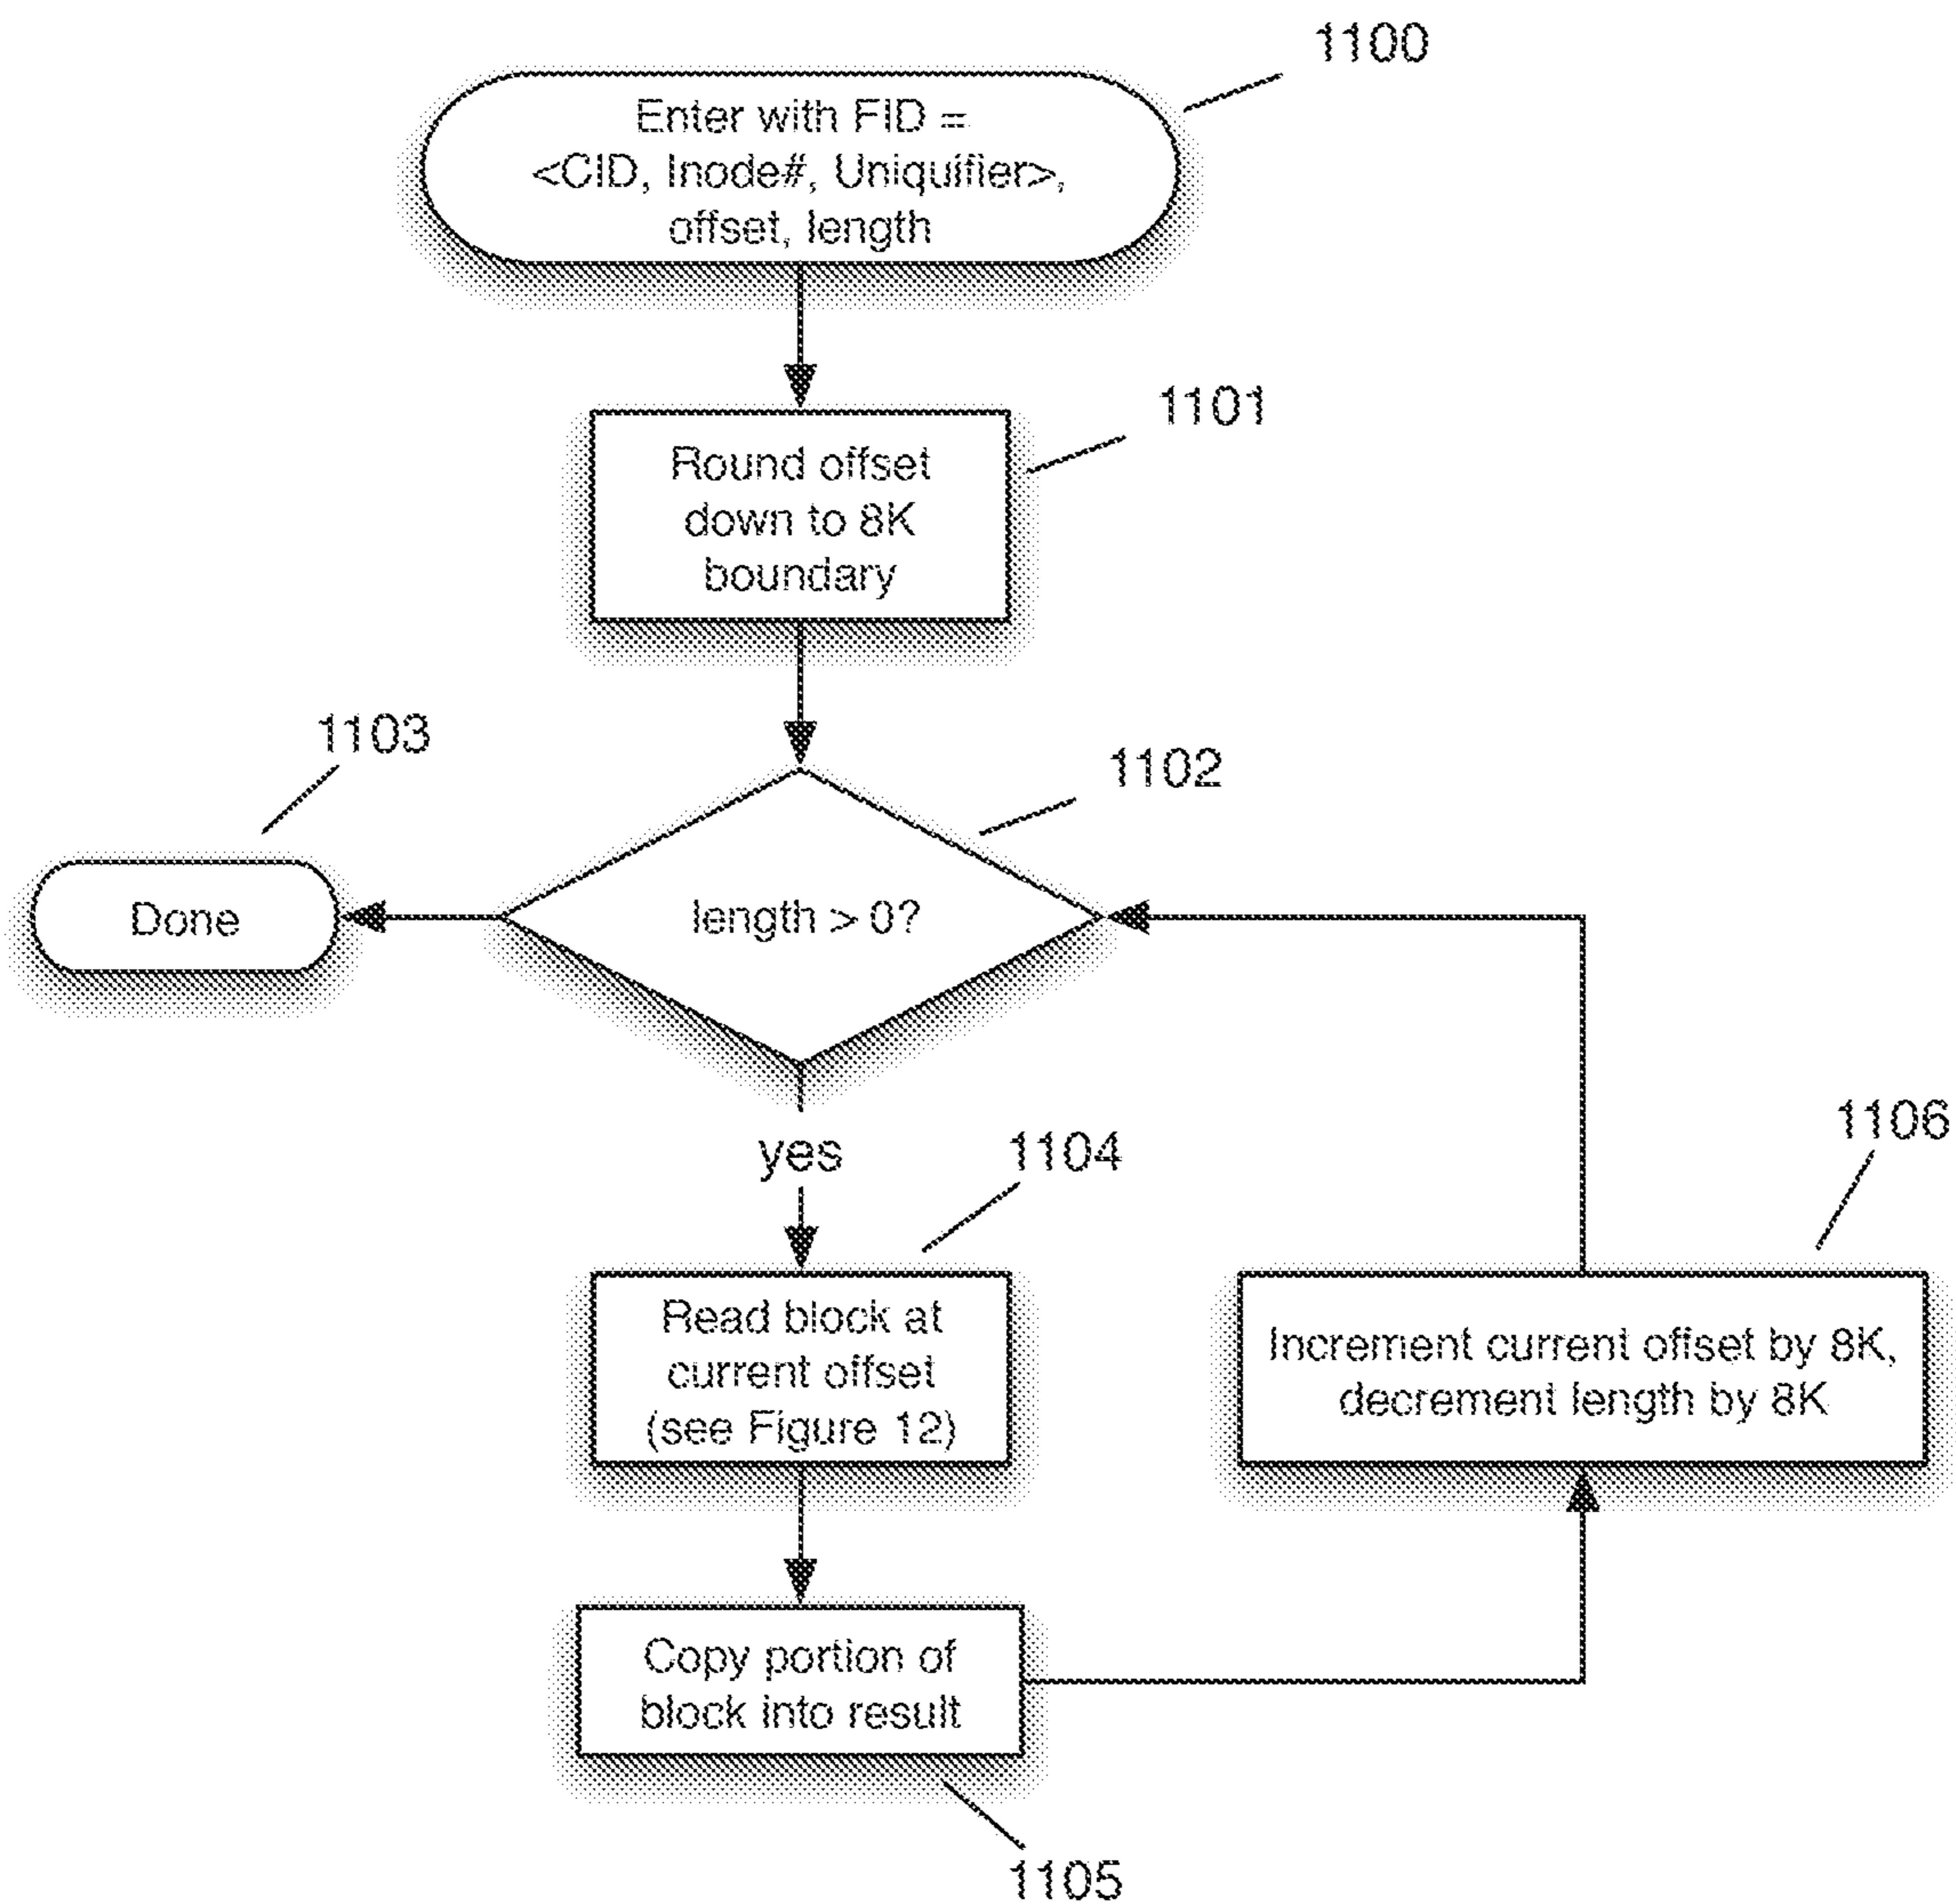 1100
Enter with FID =
<CID, Inode#, Uniquifier>,
offset, length
1101
Round offset
down to 8K
boundary
1103
1102
Done
length > 0?
yes
1104
1106
Read block at
current offset
(see Figure 12)
Increment current offset by 8K,
decrement length by 8K
Copy portion of
block into result
1105